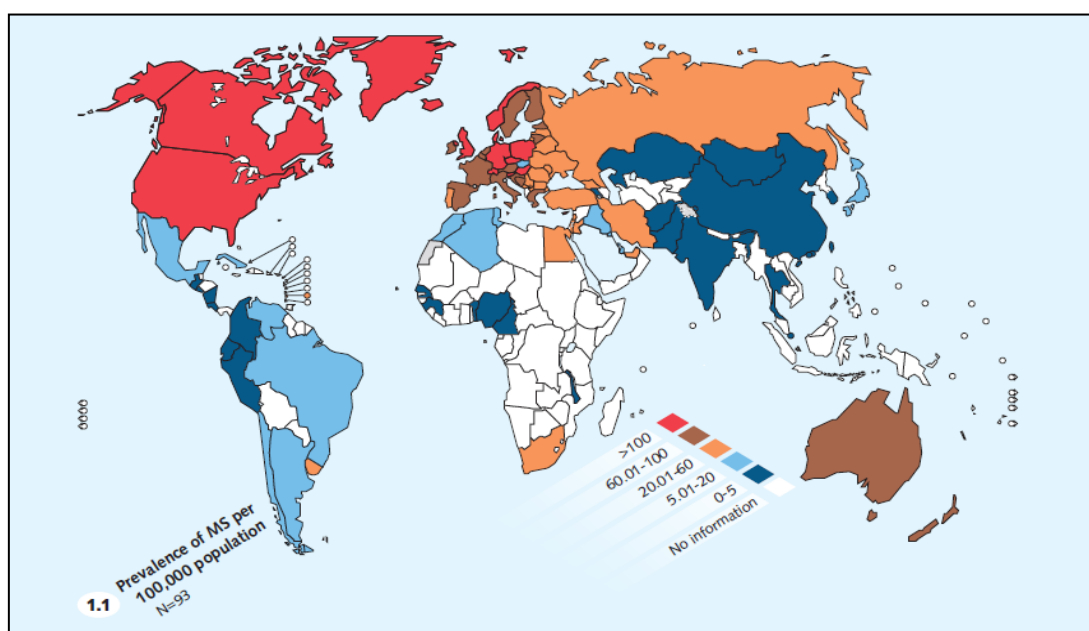 >100
60.01-100
20.01-60
5.01-20
0-5
No information
Prevalence of MS per
100,000 population
N=93
1.1